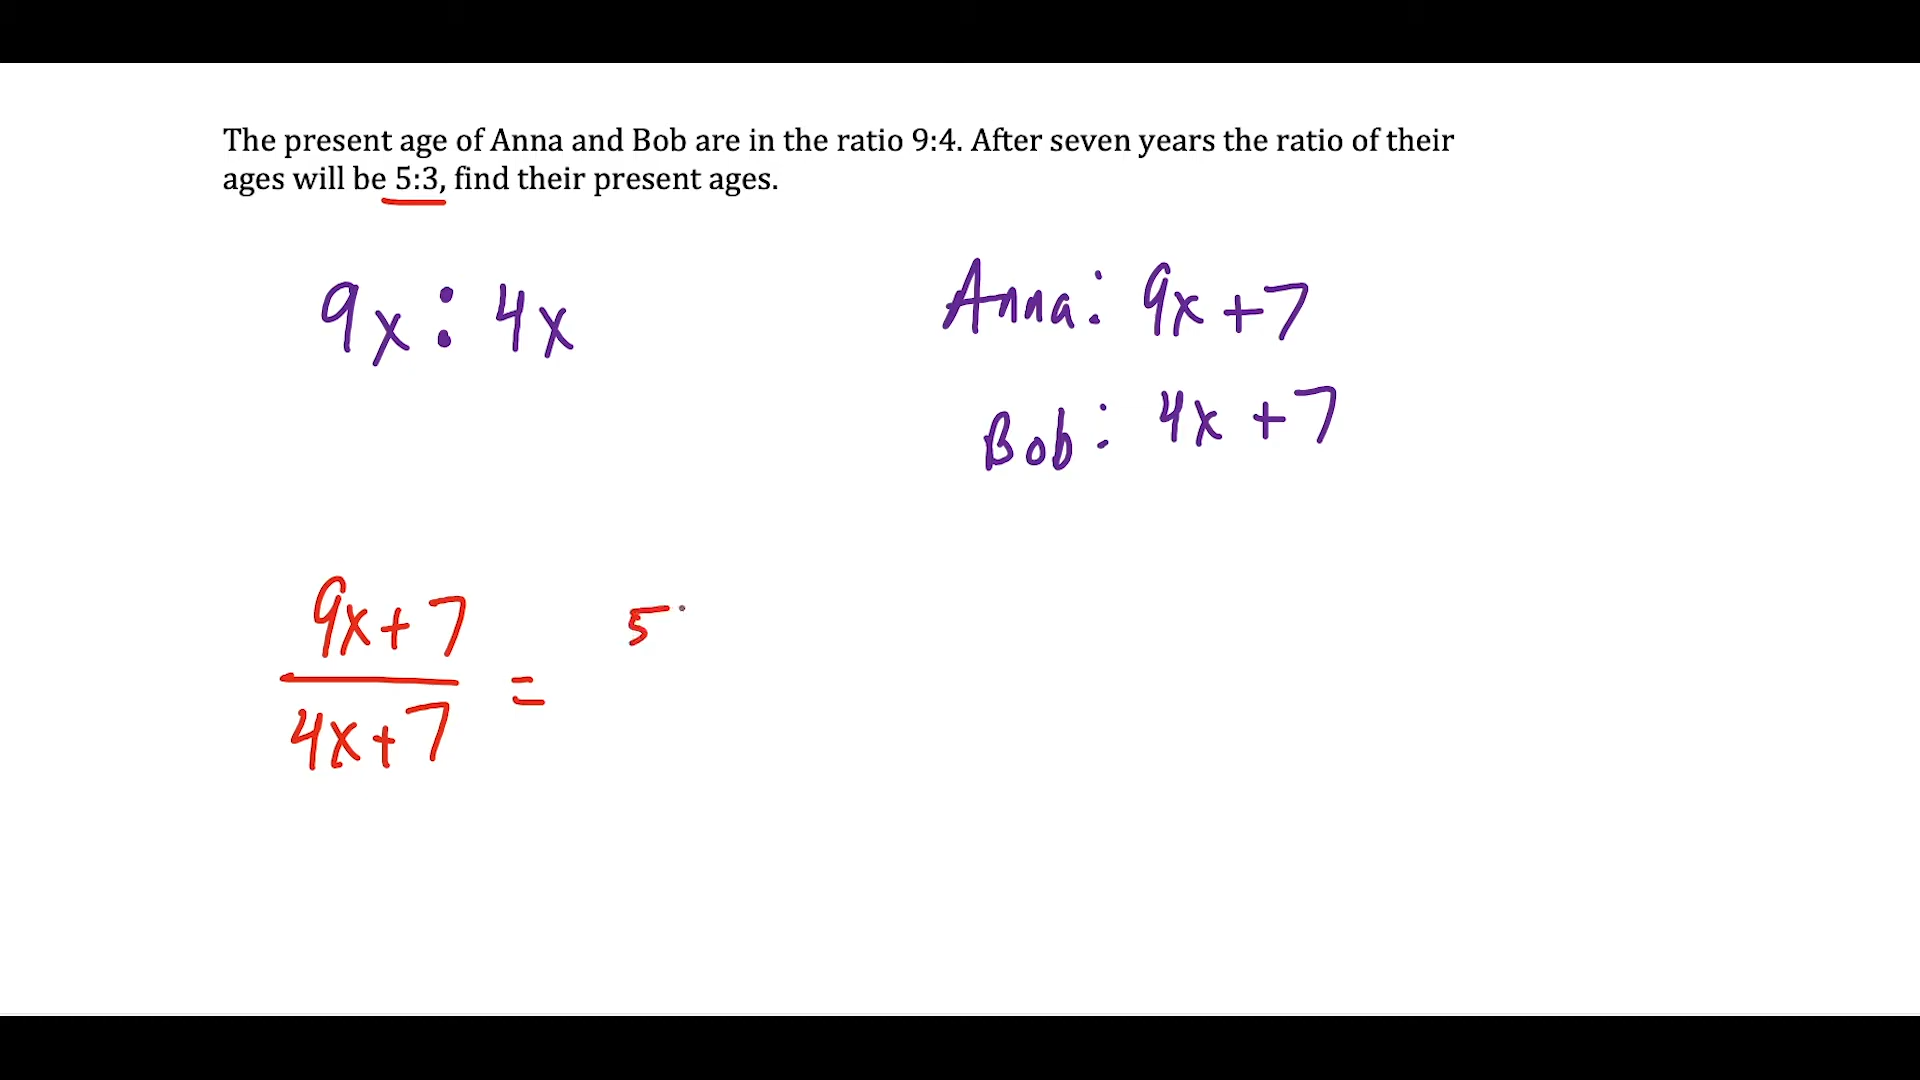 The present age of Anna and Bob are in the ratio 9:4. After seven years the ratio of their
ages will be 5:3, find their present ages.
9x : 4x
Anna: 9x + 7
Bob: 4x + 7
9x + 7
4x + 7
=
5